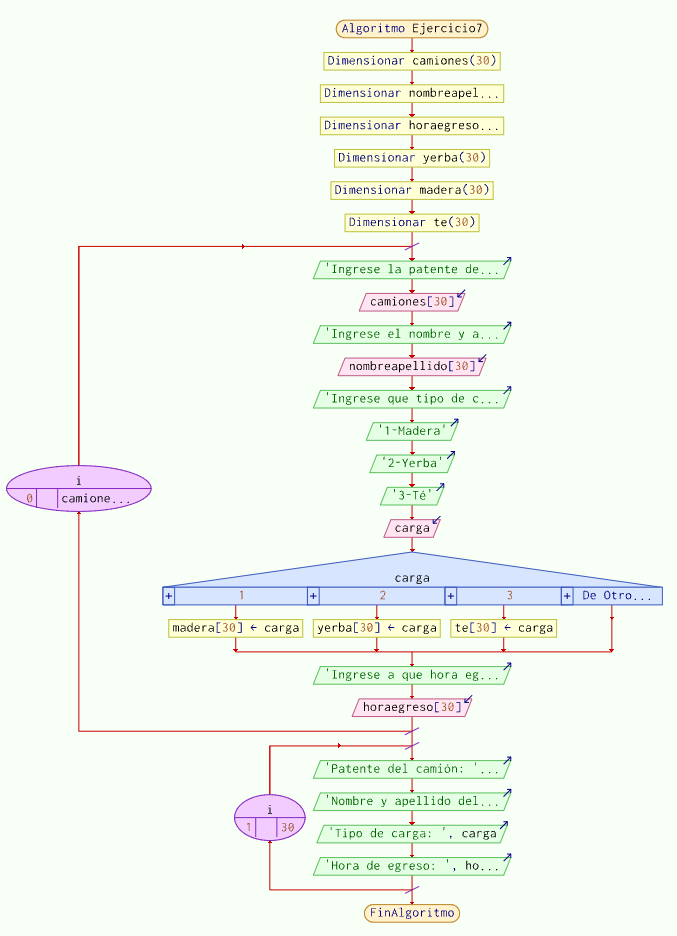 Algoritmo Ejercicio7
Dimensionar camiones(30)
Dimensionar nombreapel...
Dimensionar horaegreso...
Dimensionar yerba(30)
Dimensionar madera(30)
Dimensionar te(30)
'Ingrese la patente de...
camiones[30]
'Ingrese el nombre y a...
nombreapellido[30]
'Ingrese que tipo de c...
'1-Madera'
'2-Yerba'
'3-Té'
i
0 camione...
carga
carga
+ 1 + 2 + 3 + De Otro...
madera[30] ← carga yerba[30] ← carga te[30] ← carga
'Ingrese a que hora eg...
horaegreso[30]
'Patente del camión: '...
'Nombre y apellido del...
i
1 30
'Tipo de carga: ', carga
'Hora de egreso: ', ho...
FinAlgoritmo